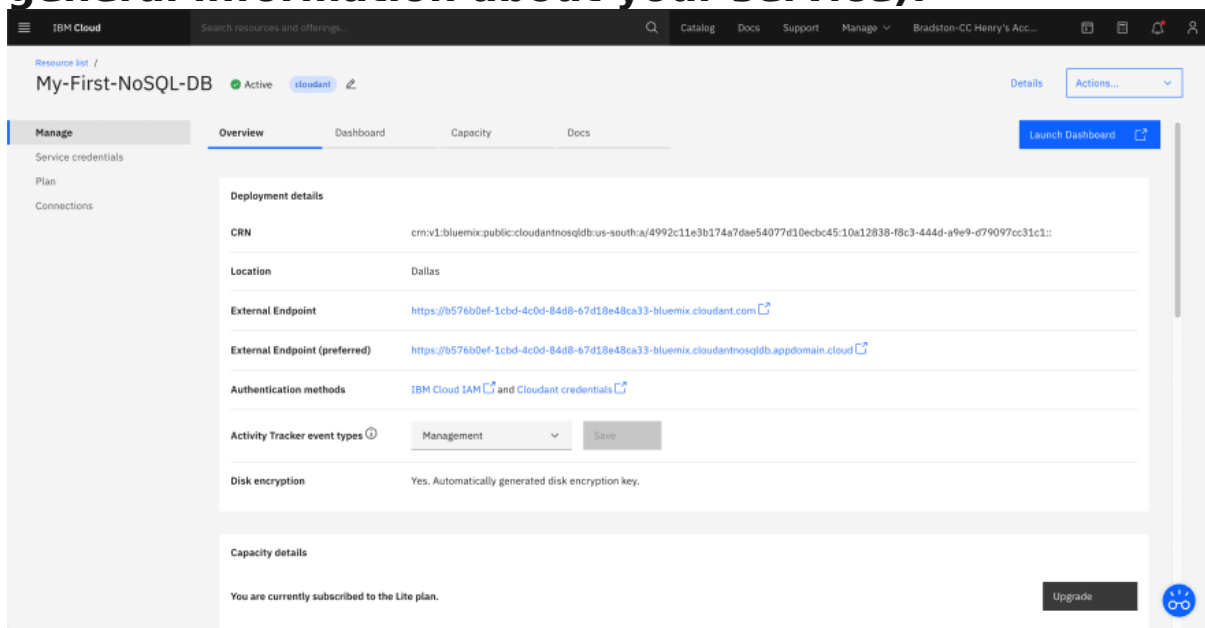 general information about your service).
IBM Cloud
Search resources and offerings...
Catalog
Docs
Support
Manage
Bradston-CC Henry's Acc...
Resource list /
My-First-NoSQL-DB
Active
cloudant
Details
Actions...
Manage
Service credentials
Plan
Connections
Overview
Dashboard
Capacity
Docs
Launch Dashboard
Deployment details
CRN
crn:v1:bluemix:public:cloudantnosqldb:us-south:a/4992c11e3b174a7dae54077d10ecbc45:10a12838-f8c3-444d-a9e9-d79097cc31c1::
Location
Dallas
External Endpoint
https://b576b0ef-1cbd-4c0d-84d8-67d18e48ca33-bluemix.cloudant.com
External Endpoint (preferred)
https://b576b0ef-1cbd-4c0d-84d8-67d18e48ca33-bluemix.cloudantnosqldb.appdomain.cloud
Authentication methods
IBM Cloud IAM and Cloudant credentials
Activity Tracker event types
Management
Save
Disk encryption
Yes. Automatically generated disk encryption key.
Capacity details
You are currently subscribed to the Lite plan.
Upgrade